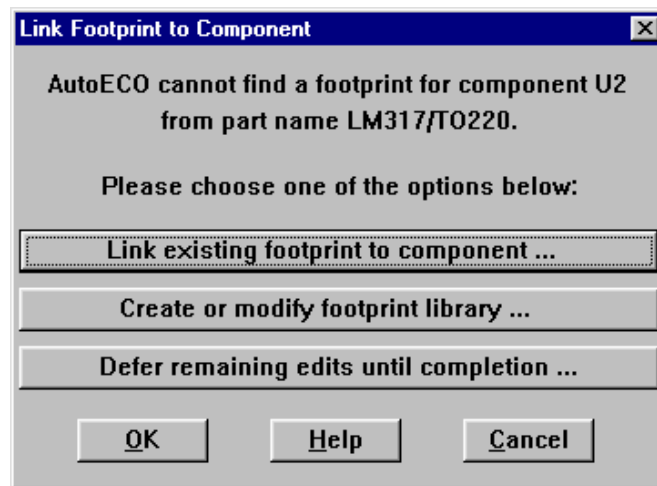 Link Footprint to Component
AutoECO cannot find a footprint for component U2
from part name LM317/TO220.
Please choose one of the options below:
Link existing footprint to component ...
Create or modify footprint library ...
Defer remaining edits until completion ...
OK Help Cancel